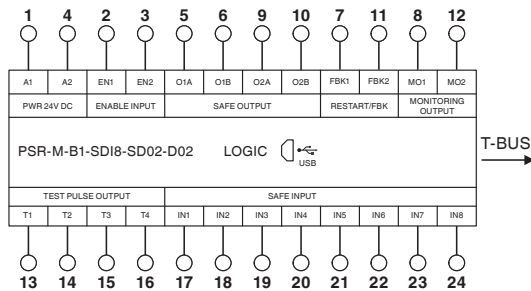 1 4 2 3 5 6 9 10 7 11 8 12
A1 A2 EN1 EN2 O1A O1B O2A O2B FBK1 FBK2 MO1 MO2
PWR 24V DC ENABLE INPUT SAFE OUTPUT RESTART/FBK MONITORING
OUTPUT
PSR-M-B1-SDI8-SD02-D02 LOGIC USB T-BUS
TEST PULSE OUTPUT SAFE INPUT
T1 T2 T3 T4 IN1 IN2 IN3 IN4 IN5 IN6 IN7 IN8
13 14 15 16 17 18 19 20 21 22 23 24